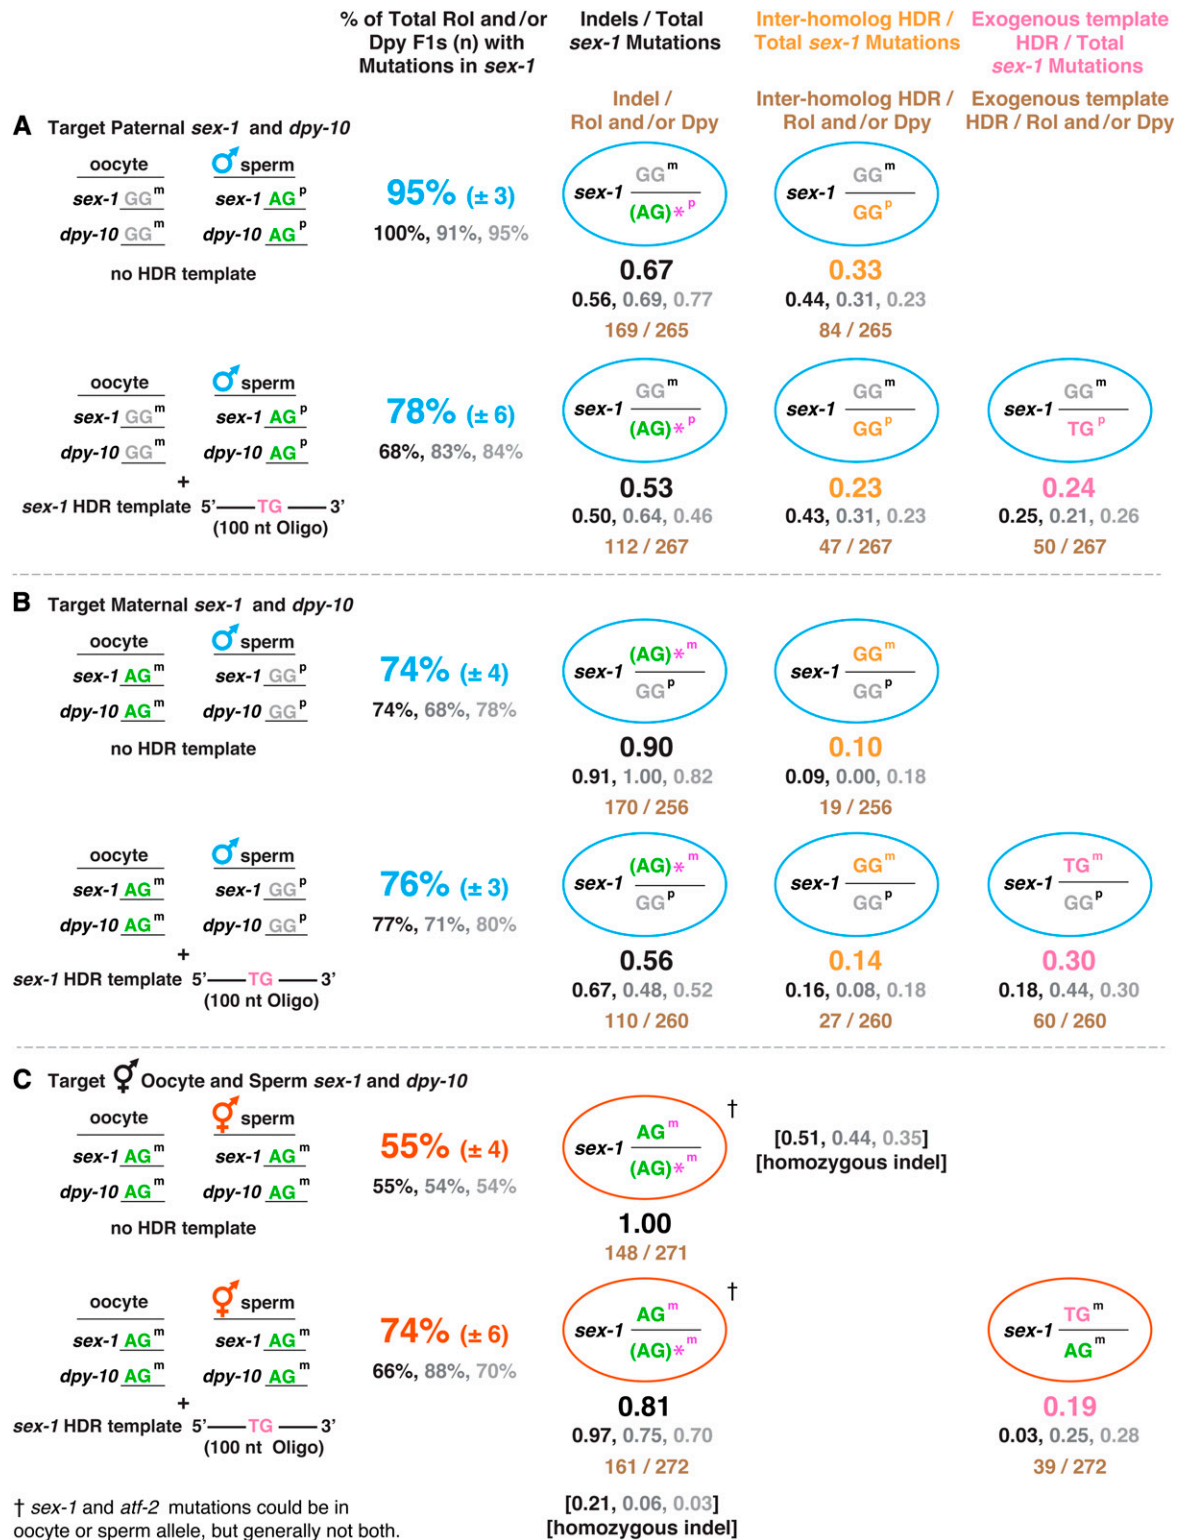 % of Total Rol and/or
Dpy F1s (n) with
Mutations in sex-1
Indels / Total
sex-1 Mutations
Inter-homolog HDR /
Total sex-1 Mutations
Exogenous template
HDR / Total
sex-1 Mutations
Indel /
Rol and/or Dpy
Inter-homolog HDR /
Rol and/or Dpy
Exogenous template
HDR / Rol and/or Dpy
A Target Paternal sex-1 and dpy-10
oocyte ♂ sperm
sex-1 GG m sex-1 AG p
dpy-10 GG m dpy-10 AG p
no HDR template
95% (± 3)
100%, 91%, 95%
sex-1 GG m
(AG)* p
0.67
0.56, 0.69, 0.77
169 / 265
sex-1 GG m
GG p
0.33
0.44, 0.31, 0.23
84 / 265
oocyte ♂ sperm
sex-1 GG m sex-1 AG p
dpy-10 GG m dpy-10 AG p
+
sex-1 HDR template 5’ TG 3’
(100 nt Oligo)
78% (± 6)
68%, 83%, 84%
sex-1 GG m
(AG)* p
0.53
0.50, 0.64, 0.46
112 / 267
sex-1 GG m
GG p
0.23
0.43, 0.31, 0.23
47 / 267
sex-1 GG m
TG p
0.24
0.25, 0.21, 0.26
50 / 267
B Target Maternal sex-1 and dpy-10
oocyte ♂ sperm
sex-1 AG m sex-1 GG p
dpy-10 AG m dpy-10 GG p
no HDR template
74% (± 4)
74%, 68%, 78%
sex-1 (AG)* m
GG p
0.90
0.91, 1.00, 0.82
170 / 256
sex-1 GG m
GG p
0.10
0.09, 0.00, 0.18
19 / 256
oocyte ♂ sperm
sex-1 AG m sex-1 GG p
dpy-10 AG m dpy-10 GG p
+
sex-1 HDR template 5’ TG 3’
(100 nt Oligo)
76% (± 3)
77%, 71%, 80%
sex-1 (AG)* m
GG p
0.56
0.67, 0.48, 0.52
110 / 260
sex-1 GG m
GG p
0.14
0.16, 0.08, 0.18
27 / 260
sex-1 TG m
GG p
0.30
0.18, 0.44, 0.30
60 / 260
C Target ⚥ Oocyte and Sperm sex-1 and dpy-10
oocyte ⚥ sperm
sex-1 AG m sex-1 AG m
dpy-10 AG m dpy-10 AG m
no HDR template
55% (± 4)
55%, 54%, 54%
sex-1 AG m
(AG)* m
†
1.00
148 / 271
[0.51, 0.44, 0.35]
[homozygous indel]
oocyte ⚥ sperm
sex-1 AG m sex-1 AG m
dpy-10 AG m dpy-10 AG m
+
sex-1 HDR template 5’ TG 3’
(100 nt Oligo)
74% (± 6)
66%, 88%, 70%
sex-1 AG m
(AG)* m
†
0.81
0.97, 0.75, 0.70
161 / 272
[0.21, 0.06, 0.03]
[homozygous indel]
sex-1 TG m
AG m
0.19
0.03, 0.25, 0.28
39 / 272
† sex-1 and atf-2 mutations could be in
oocyte or sperm allele, but generally not both.